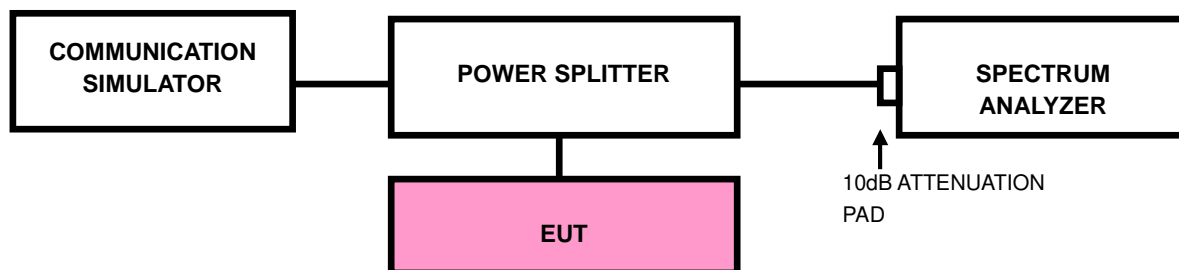 COMMUNICATION
SIMULATOR
POWER SPLITTER
SPECTRUM
ANALYZER
10dB ATTENUATION
PAD
EUT